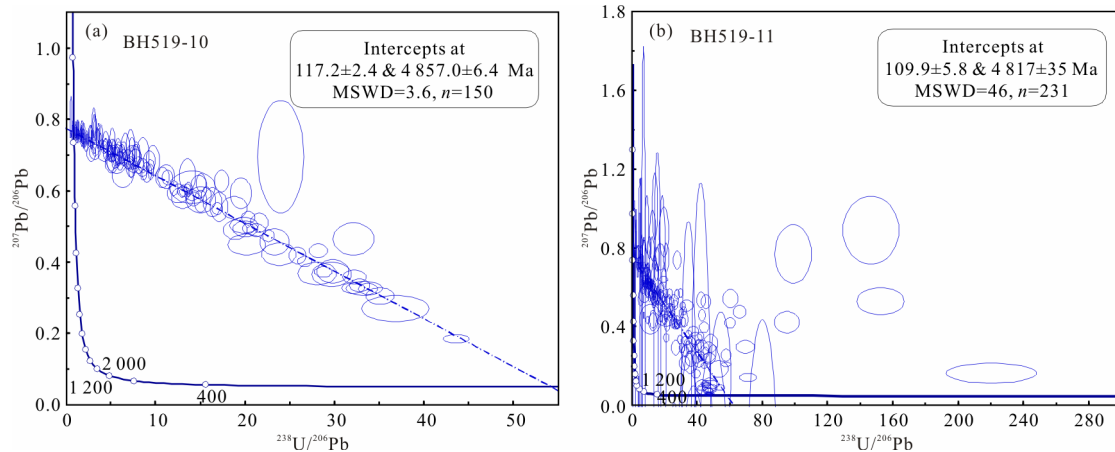 (a) BH519-10
Intercepts at
117.2±2.4 & 4 857.0±6.4 Ma
MSWD=3.6, n=150
1.0
0.8
0.6
0.4
0.2
0.0
²⁰⁷Pb/²⁰⁶Pb
2 000
1 200
400
0 10 20 30 40 50
²³⁸U/²⁰⁶Pb
(b) BH519-11
Intercepts at
109.9±5.8 & 4 817±35 Ma
MSWD=46, n=231
1.8
1.6
1.2
0.8
0.4
0.0
²⁰⁷Pb/²⁰⁶Pb
1 200
400
0 40 80 120 160 200 240 280
²³⁸U/²⁰⁶Pb